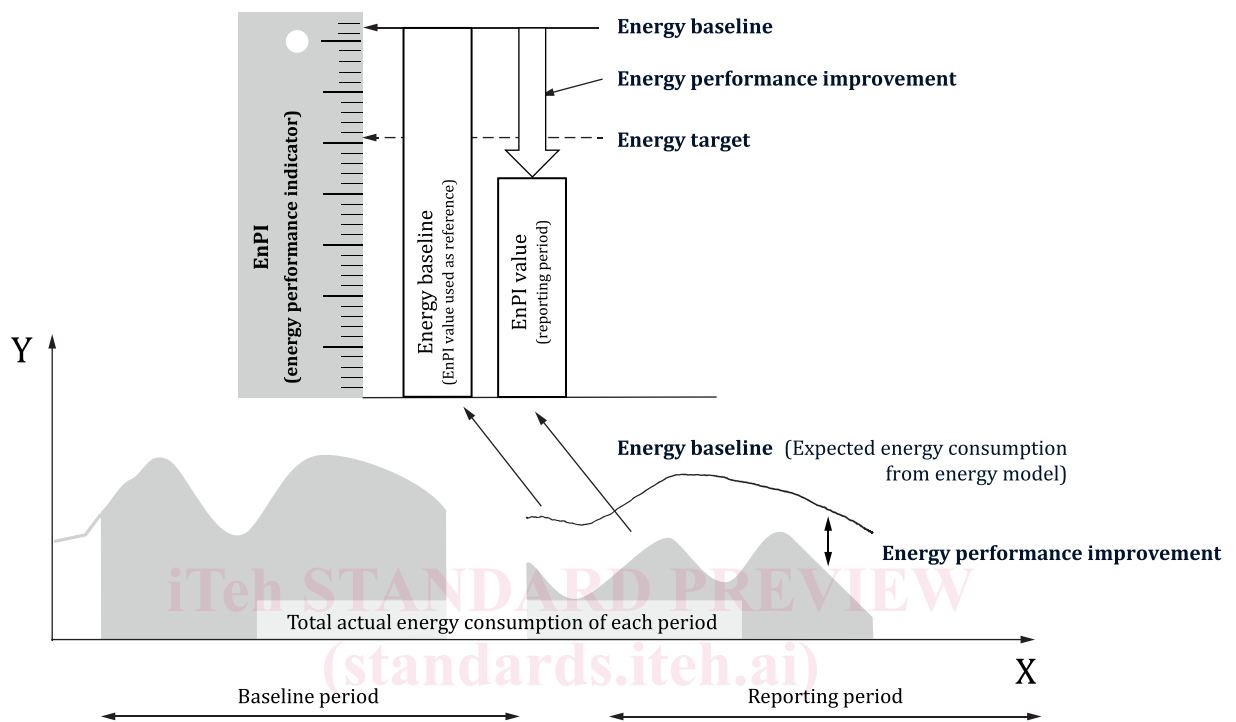 Energy baseline
Energy performance improvement
Energy target
EnPI
(energy performance indicator)
Energy baseline
(EnPI value used as reference)
EnPI value
(reporting period)
Y
Energy baseline (Expected energy consumption
from energy model)
Energy performance improvement
iTeh STANDARD PREVIEW
Total actual energy consumption of each period
(standards.iteh.ai)
X
Baseline period
Reporting period